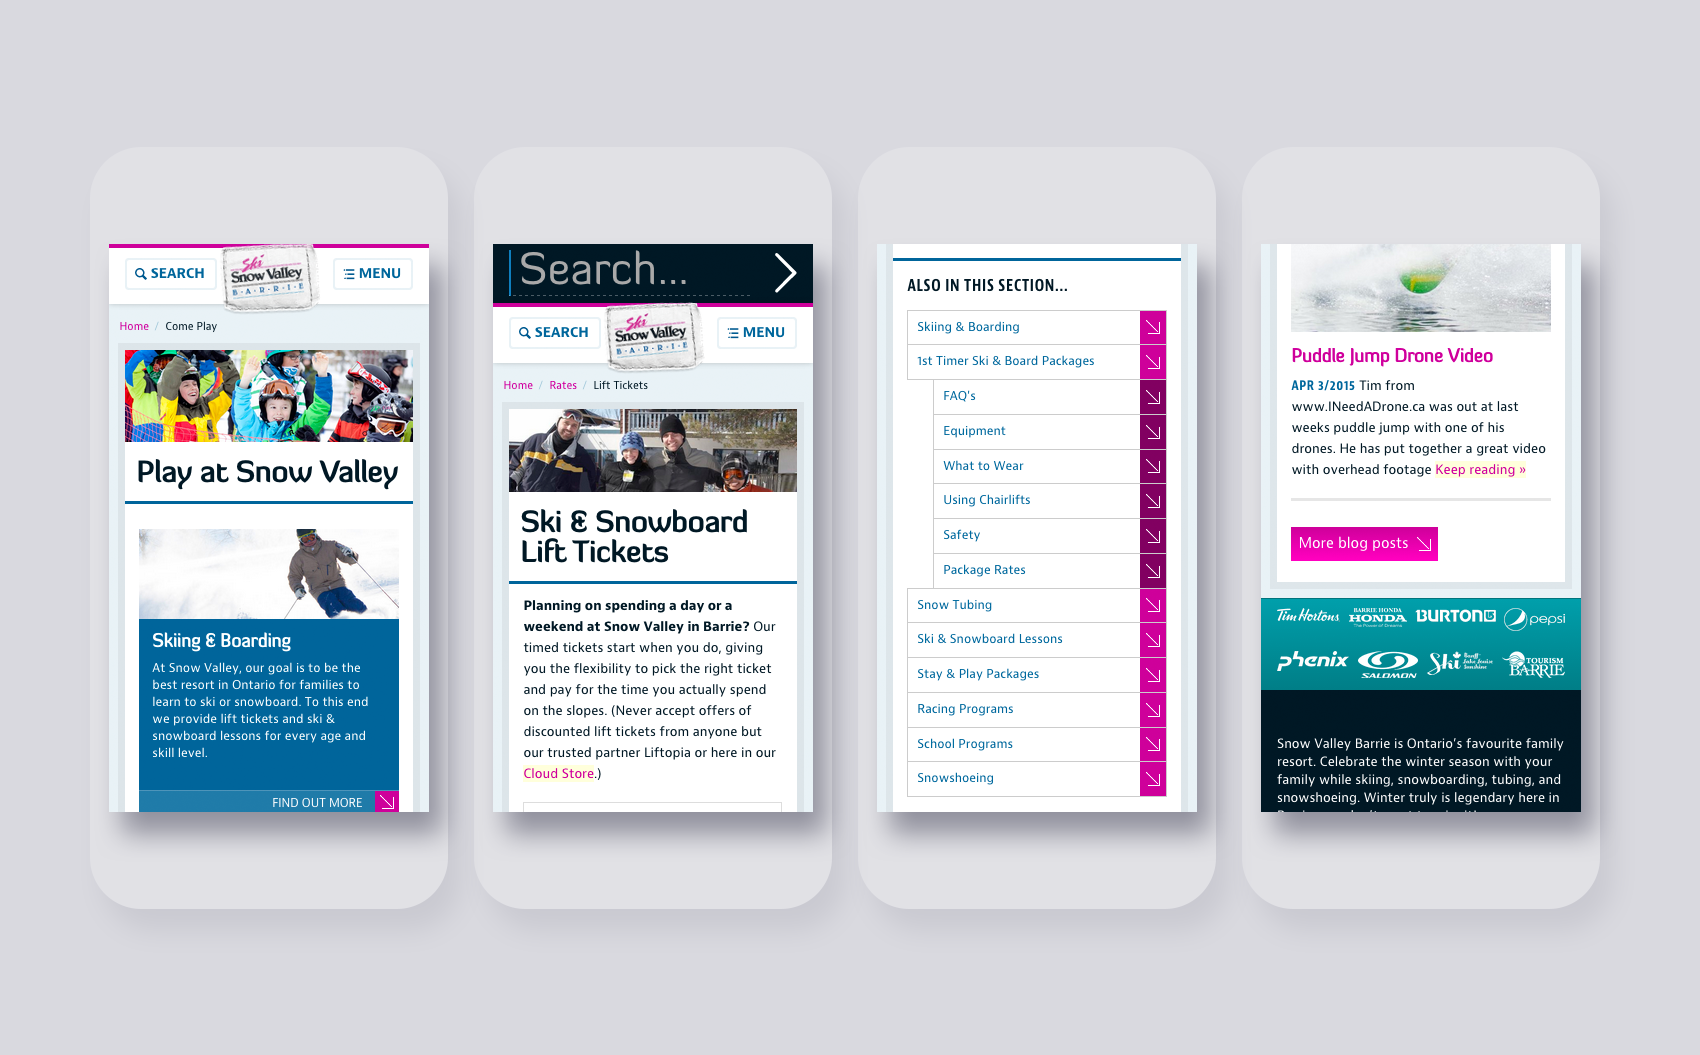 SEARCH
Ski
Snow Valley
BARRIE
MENU
Home / Come Play
Play at Snow Valley
Skiing & Boarding
At Snow Valley, our goal is to be the
best resort in Ontario for families to
learn to ski or snowboard. To this end
we provide lift tickets and ski &
snowboard lessons for every age and
skill level.
FIND OUT MORE
Search...
SEARCH
Ski
Snow Valley
BARRIE
MENU
Home / Rates / Lift Tickets
Ski & Snowboard
Lift Tickets
Planning on spending a day or a
weekend at Snow Valley in Barrie? Our
timed tickets start when you do, giving
you the flexibility to pick the right ticket
and pay for the time you actually spend
on the slopes. (Never accept offers of
discounted lift tickets from anyone but
our trusted partner Liftopia or here in our
Cloud Store.)
ALSO IN THIS SECTION...
Skiing & Boarding
1st Timer Ski & Board Packages
FAQ's
Equipment
What to Wear
Using Chairlifts
Safety
Package Rates
Snow Tubing
Ski & Snowboard Lessons
Stay & Play Packages
Racing Programs
School Programs
Snowshoeing
Puddle Jump Drone Video
APR 3/2015 Tim from
www.INeedADrone.ca was out at last
weeks puddle jump with one of his
drones. He has put together a great video
with overhead footage Keep reading »
More blog posts
Tim Hortons
BARRIE HONDA
HONDA
The Power of Dreams
BURTON
pepsi
phenix
SALOMON
Ski Banff
Lake Louise
Sunshine
TOURISM
BARRIE
Snow Valley Barrie is Ontario's favourite family
resort. Celebrate the winter season with your
family while skiing, snowboarding, tubing, and
snowshoeing. Winter truly is legendary here in